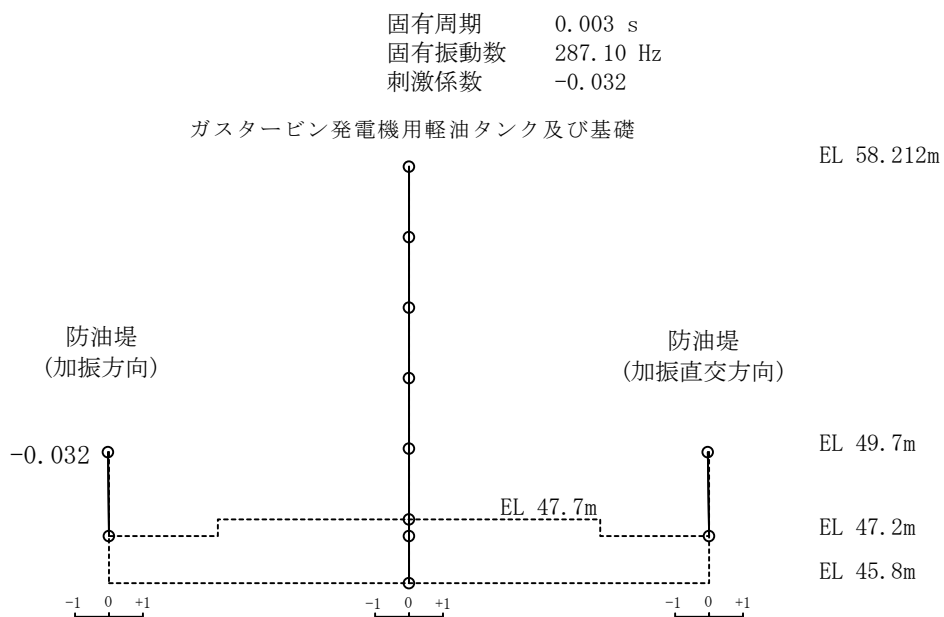 固有周期 0.003 s
固有振動数 287.10 Hz
刺激係数 -0.032
ガスタービン発電機用軽油タンク及び基礎
EL 58.212m
防油堤
(加振方向)
防油堤
(加振直交方向)
-0.032
EL 49.7m
EL 47.7m
EL 47.2m
EL 45.8m
-1 0 +1
-1 0 +1
-1 0 +1